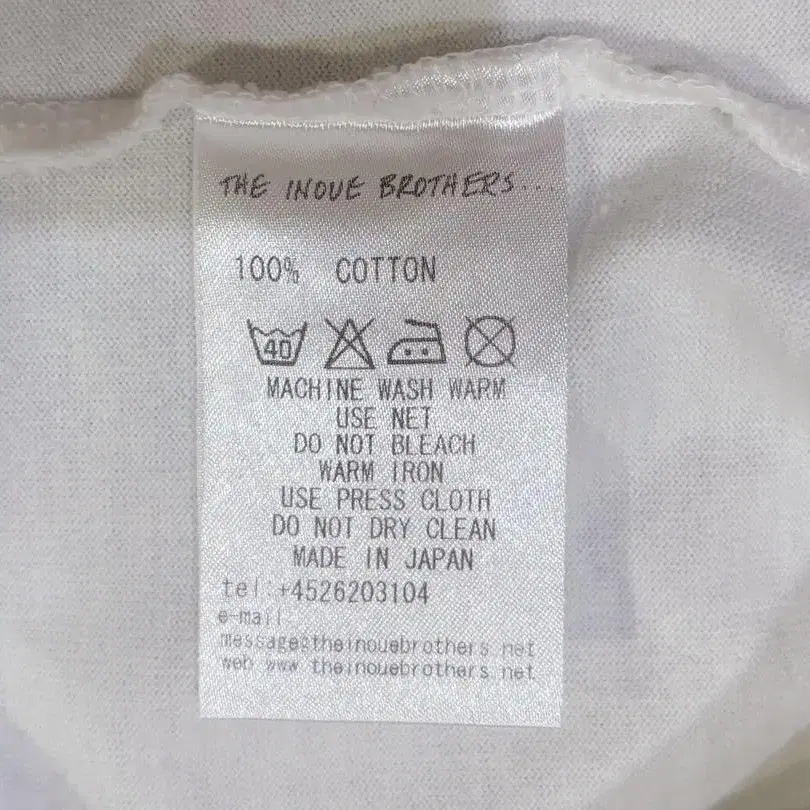 THE INOUE BROTHERS...
100% COTTON
40
MACHINE WASH WARM
USE NET
DO NOT BLEACH
WARM IRON
USE PRESS CLOTH
DO NOT DRY CLEAN
MADE IN JAPAN
tel:+4526203104
e-mail
message@theinouebrothers.net
web www.theinouebrothers.net